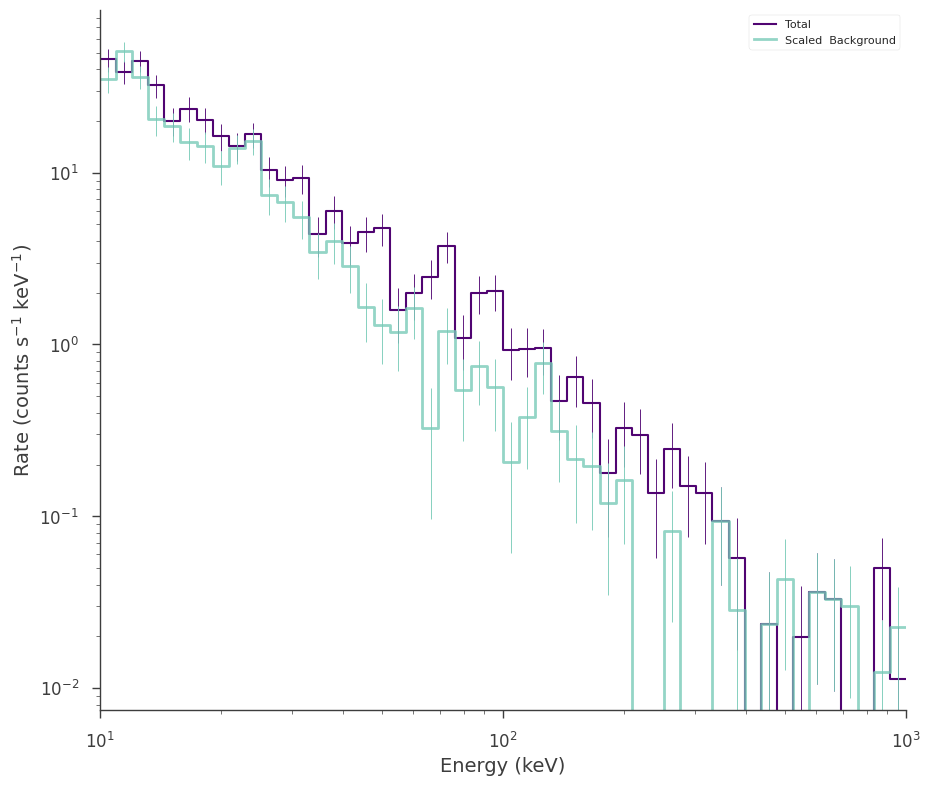 Total
Scaled  Background
Rate (counts s⁻¹ keV⁻¹)
10¹
10⁰
10⁻¹
10⁻²
10¹
10²
10³
Energy (keV)